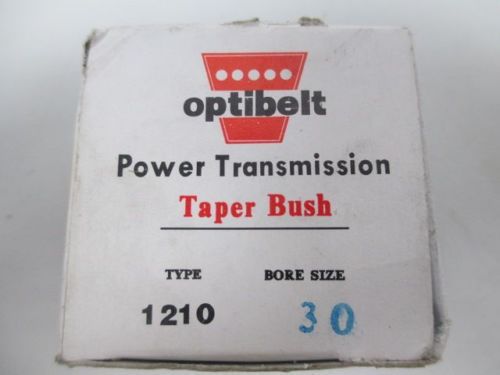 optibelt
Power Transmission
Taper Bush
TYPE BORE SIZE
1210 30